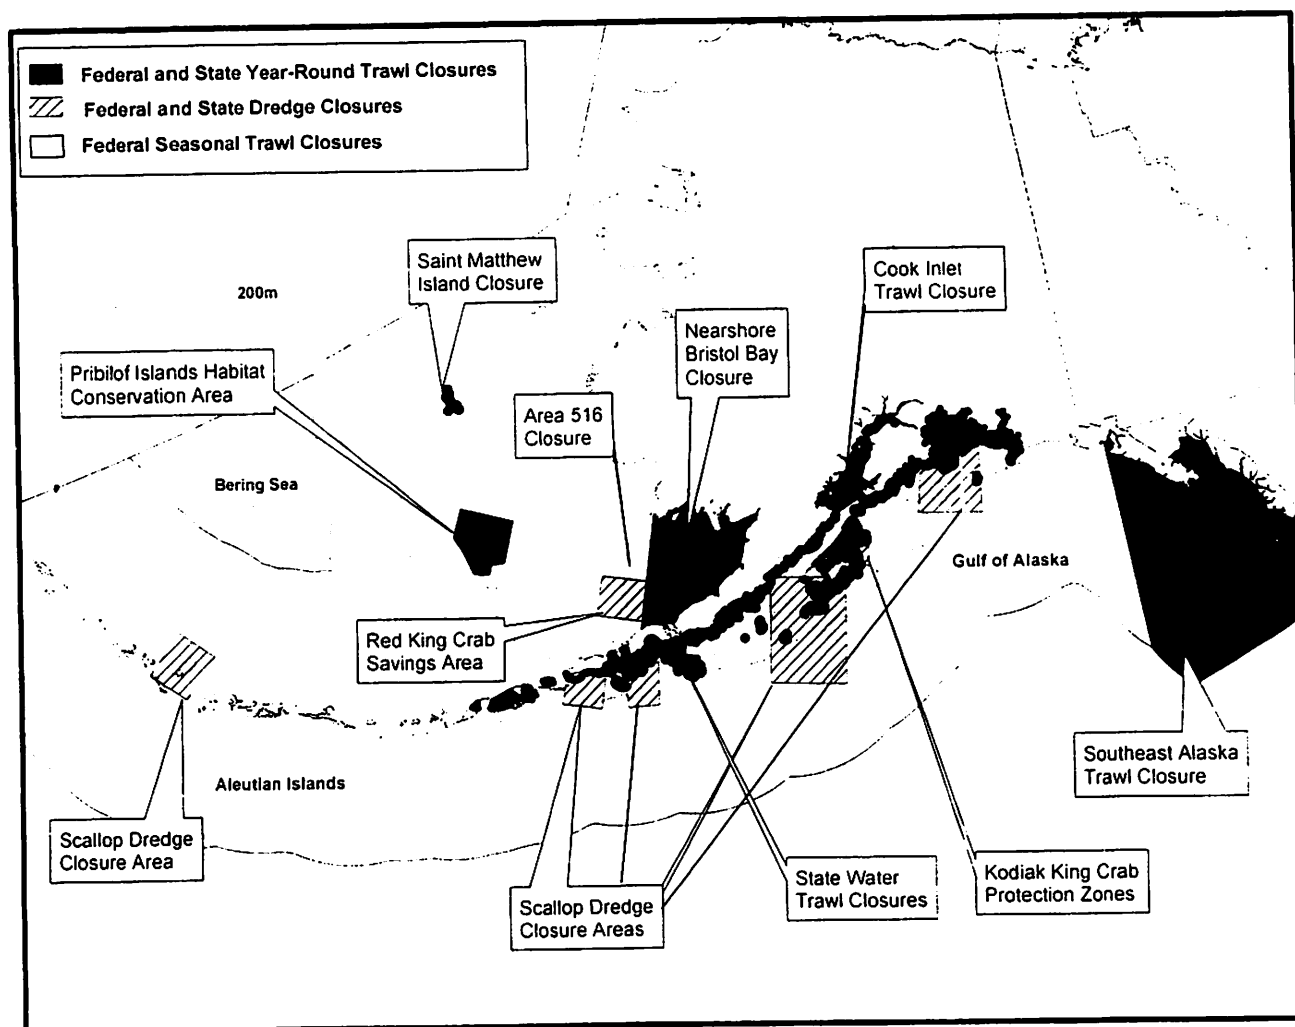 Federal and State Year-Round Trawl Closures
Federal and State Dredge Closures
Federal Seasonal Trawl Closures
Saint Matthew
Island Closure
Cook Inlet
Trawl Closure
200m
Nearshore
Bristol Bay
Closure
Pribilof Islands Habitat
Conservation Area
Area 516
Closure
Bering Sea
Gulf of Alaska
Red King Crab
Savings Area
Southeast Alaska
Trawl Closure
Aleutian Islands
Scallop Dredge
Closure Area
State Water
Trawl Closures
Kodiak King Crab
Protection Zones
Scallop Dredge
Closure Areas